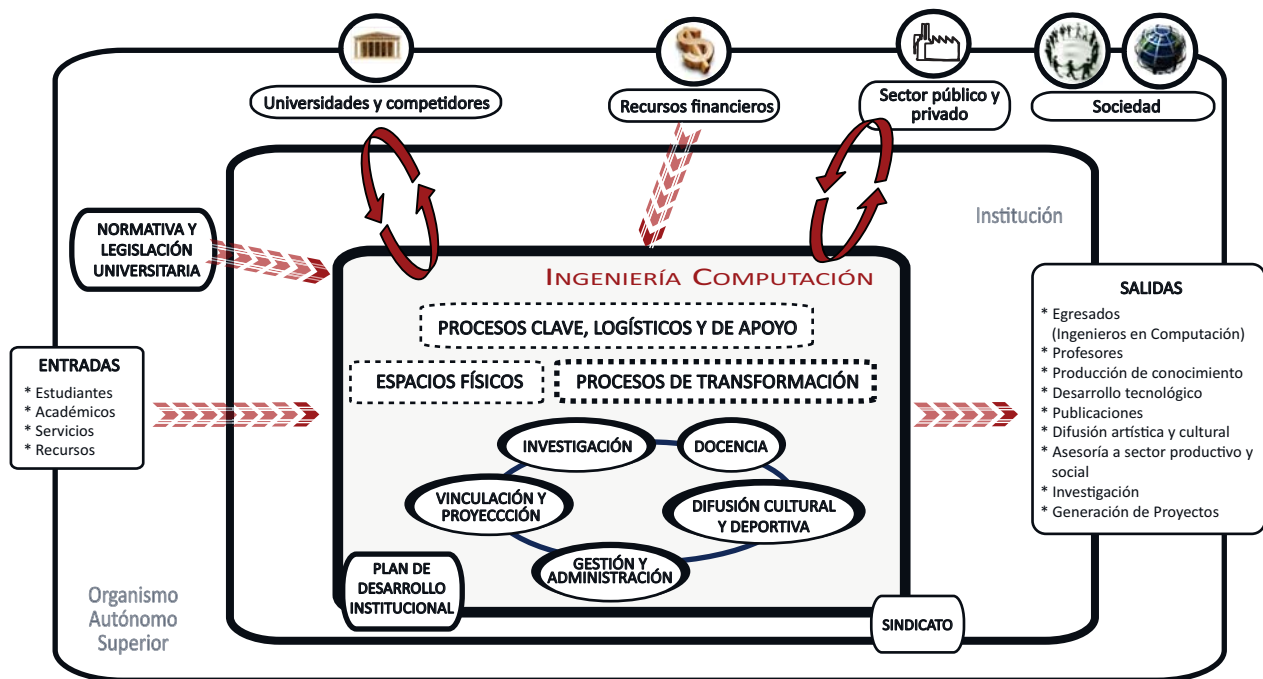 Universidades y competidores
Recursos financieros
Sector público y
privado
Sociedad
Institución
NORMATIVA Y
LEGISLACIÓN
UNIVERSITARIA
INGENIERÍA COMPUTACIÓN
PROCESOS CLAVE, LOGÍSTICOS Y DE APOYO
ESPACIOS FÍSICOS
PROCESOS DE TRANSFORMACIÓN
INVESTIGACIÓN
DOCENCIA
VINCULACIÓN Y
PROYECCCIÓN
DIFUSIÓN CULTURAL
Y DEPORTIVA
GESTIÓN Y
ADMINISTRACIÓN
PLAN DE
DESARROLLO
INSTITUCIONAL
SINDICATO
ENTRADAS
* Estudiantes
* Académicos
* Servicios
* Recursos
SALIDAS
* Egresados
(Ingenieros en Computación)
* Profesores
* Producción de conocimiento
* Desarrollo tecnológico
* Publicaciones
* Difusión artística y cultural
* Asesoría a sector productivo y
social
* Investigación
* Generación de Proyectos
Organismo
Autónomo
Superior